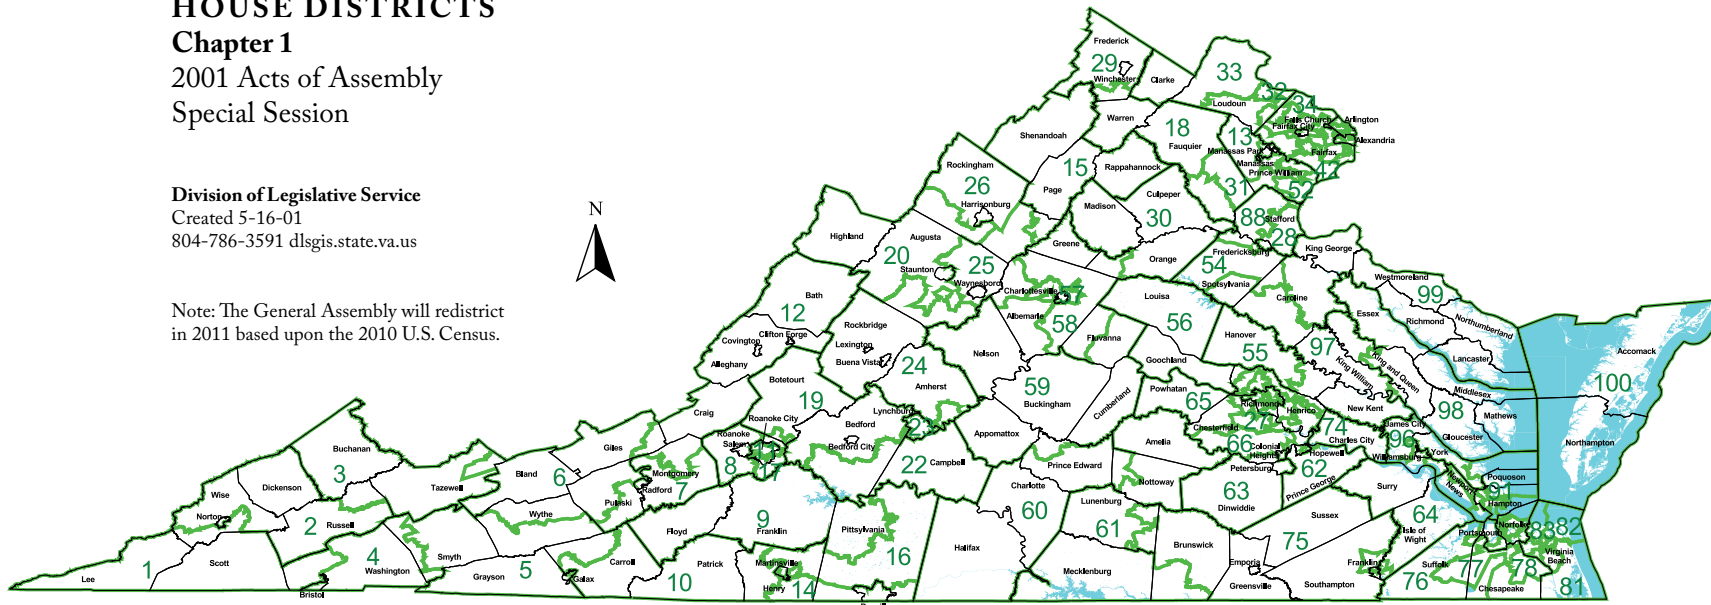 HOUSE DISTRICTS
Chapter 1
2001 Acts of Assembly
Special Session
Division of Legislative Service
Created 5-16-01
804-786-3591 dlsgis.state.va.us
Note: The General Assembly will redistrict
in 2011 based upon the 2010 U.S. Census.
N
Frederick
29
Winchester
Clarke
33
32
34
Loudoun
Falls Church
Fairfax City
Arlington
Alexandria
Fairfax
42
Warren
18
Fauquier
13
Manassas Park
Manassas
Prince William
52
31
Shenandoah
15
Rappahannock
Page
Rockingham
26
Harrisonburg
Madison
Culpeper
30
88
Stafford
28
Highland
Augusta
20
Staunton
25
Waynesboro
Greene
Orange
Fredericksburg
54
Spotsylvania
King George
Westmoreland
99
Bath
12
Clifton Forge
Covington
Alleghany
Rockbridge
Lexington
Buena Vista
Charlottesville
57
Albemarle
58
Fluvanna
Louisa
56
Caroline
Essex
Richmond
Northumberland
Lancaster
Accomack
100
Northampton
Nelson
24
Amherst
Goochland
Hanover
55
97
King William
King and Queen
Middlesex
98
Mathews
Gloucester
Botetourt
19
Craig
Roanoke City
Roanoke
Salem
17
8
Lynchburg
23
Bedford
Bedford City
59
Buckingham
Cumberland
Powhatan
65
Richmond
27
Henrico
Chesterfield
66
Colonial
Heights
New Kent
74
Charles City
James City
96
Williamsburg
York
Appomattox
Amelia
Hopewell
Petersburg
62
Prince George
Giles
6
Bland
Montgomery
Radford
7
Pulaski
Buchanan
3
Dickenson
Wise
Norton
Tazewell
22
Campbell
Prince Edward
Charlotte
60
Nottoway
Lunenburg
61
63
Dinwiddie
Surry
Newport
News
Poquoson
91
Hampton
2
Russell
Wythe
Floyd
9
Franklin
Pittsylvania
16
Halifax
Sussex
75
64
Isle of
Wight
Norfolk
Portsmouth
83
82
Virginia
Beach
Lee
1
Scott
4
Washington
Bristol
Smyth
Grayson
5
Galax
Carroll
10
Patrick
Martinsville
Henry
14
Mecklenburg
Brunswick
Emporia
Greensville
Southampton
Franklin
Suffolk
76
77
78
Chesapeake
81